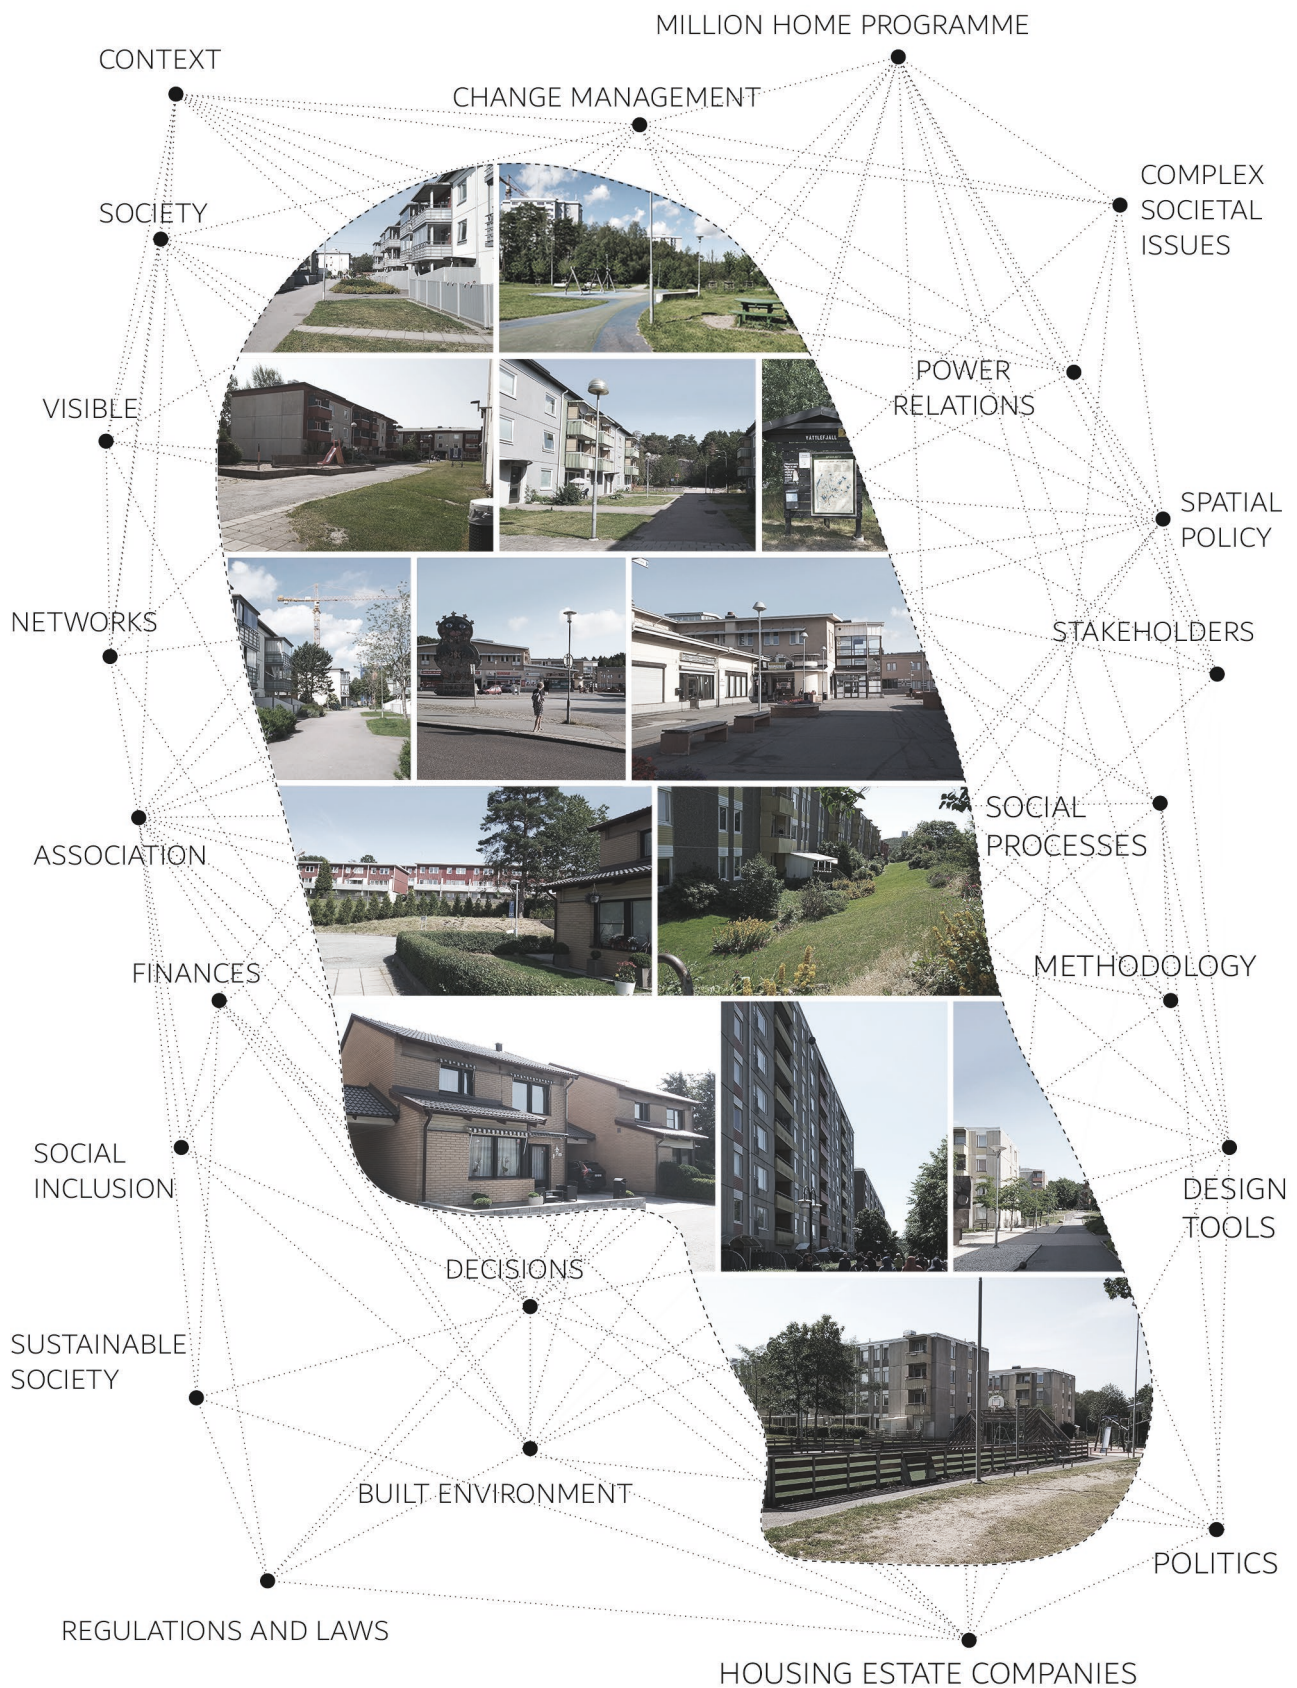 MILLION HOME PROGRAMME
CONTEXT
CHANGE MANAGEMENT
COMPLEX
SOCIETAL
ISSUES
SOCIETY
POWER
RELATIONS
VISIBLE
VÄTTLEFJÄLL
SPATIAL
POLICY
NETWORKS
STAKEHOLDERS
SOCIAL
PROCESSES
ASSOCIATION
FINANCES
METHODOLOGY
SOCIAL
INCLUSION
DESIGN
TOOLS
DECISIONS
SUSTAINABLE
SOCIETY
BUILT ENVIRONMENT
POLITICS
REGULATIONS AND LAWS
HOUSING ESTATE COMPANIES